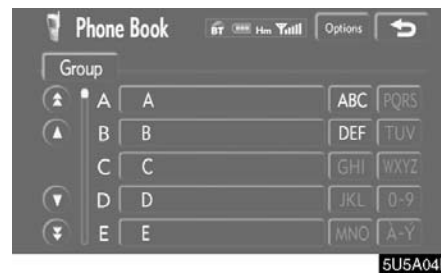 Phone Book BT Hm Options
Group
A A ABC PQRS
B B DEF TUV
C C GHI WXYZ
D D JKL 0-9
E E MNO À-Ý
5U5A04